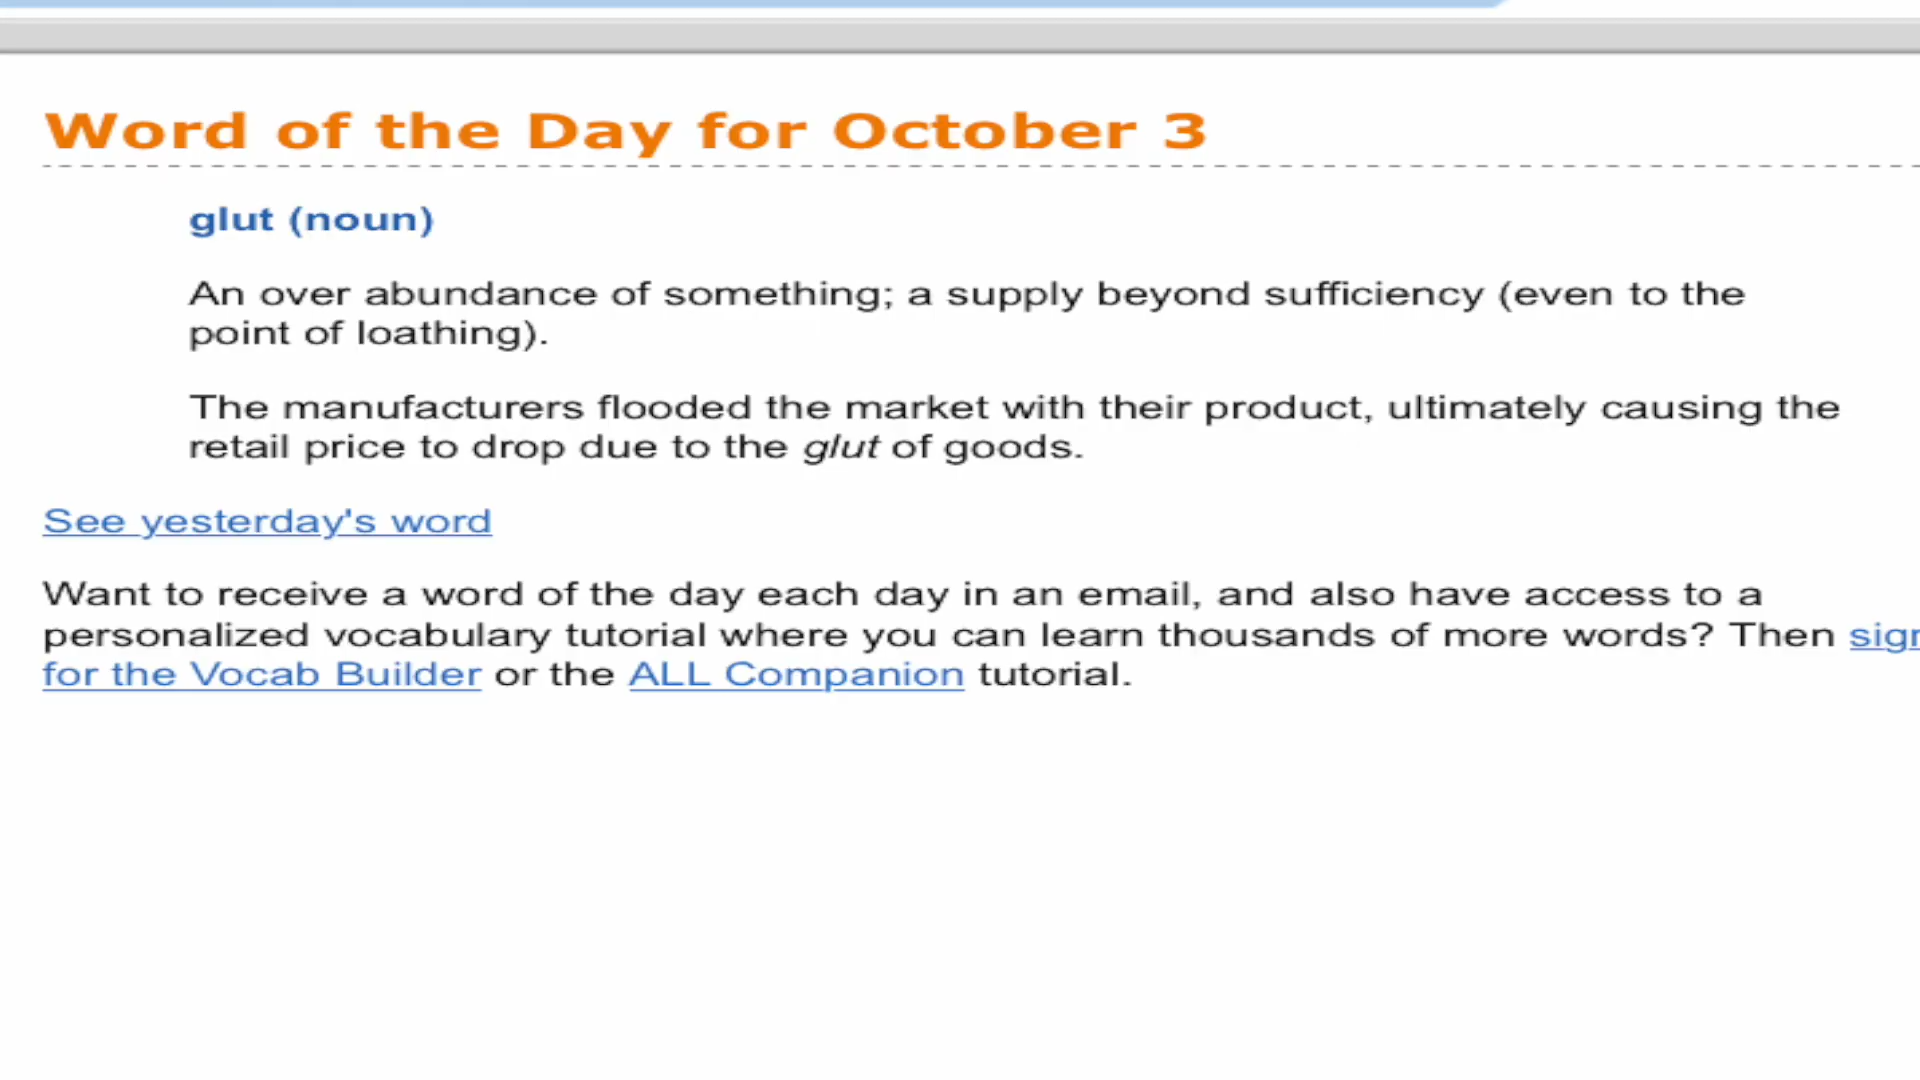 Word of the Day for October 3
glut (noun)
An over abundance of something; a supply beyond sufficiency (even to the
point of loathing).
The manufacturers flooded the market with their product, ultimately causing the
retail price to drop due to the glut of goods.
See yesterday's word
Want to receive a word of the day each day in an email, and also have access to a
personalized vocabulary tutorial where you can learn thousands of more words? Then
for the Vocab Builder or the ALL Companion tutorial.